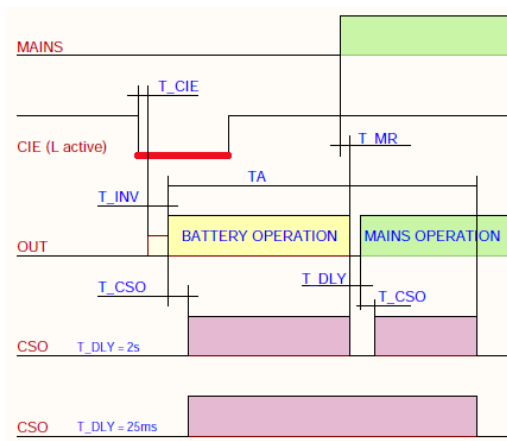 MAINS
T_CIE
CIE (L active)
T_MR
TA
T_INV
BATTERY OPERATION
MAINS OPERATION
OUT
T_DLY
T_CSO
T_CSO
CSO T_DLY = 2s
CSO T_DLY = 25ms